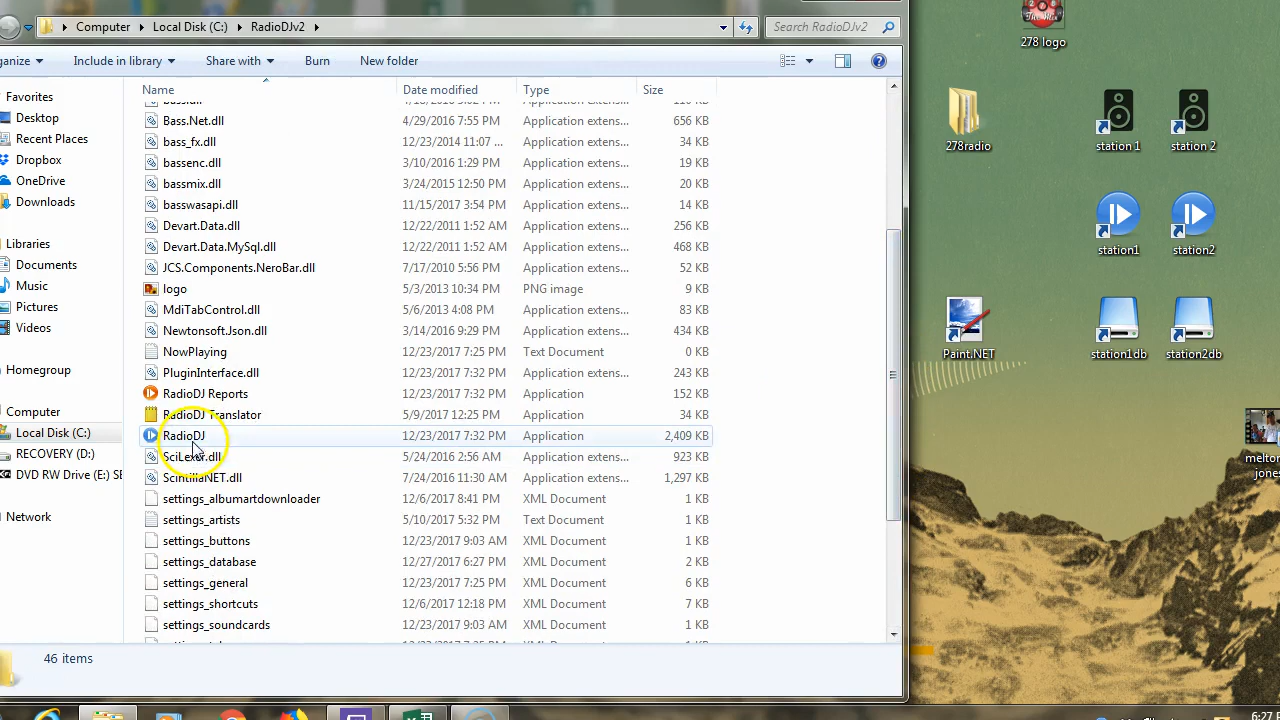 Computer Local Disk (C:) RadioDJv2
Search RadioDJv2
Include in library Share with Burn New folder
Name Date modified Type Size
Bass.Net.dll 4/29/2016 7:55 PM Application extens... 656 KB
bass_fx.dll 12/23/2014 11:07 ... Application extens... 34 KB
bassenc.dll 3/10/2016 1:29 PM Application extens... 19 KB
bassmix.dll 3/24/2015 12:50 PM Application extens... 20 KB
basswasapi.dll 11/15/2017 3:54 PM Application extens... 14 KB
Devart.Data.dll 12/22/2011 1:52 AM Application extens... 256 KB
Devart.Data.MySql.dll 12/22/2011 1:52 AM Application extens... 468 KB
JCS.Components.NeroBar.dll 7/17/2010 5:56 PM Application extens... 52 KB
logo 5/3/2013 10:34 PM PNG image 9 KB
MdiTabControl.dll 5/6/2013 4:08 PM Application extens... 83 KB
Newtonsoft.Json.dll 3/14/2016 9:29 PM Application extens... 434 KB
NowPlaying 12/23/2017 7:25 PM Text Document 0 KB
PluginInterface.dll 12/23/2017 7:32 PM Application extens... 243 KB
RadioDJ Reports 12/23/2017 7:32 PM Application 152 KB
RadioDJ Translator 5/9/2017 12:25 PM Application 34 KB
RadioDJ 12/23/2017 7:32 PM Application 2,409 KB
SciLexer.dll 5/24/2016 2:56 AM Application extens... 923 KB
ScintillaNET.dll 7/24/2016 11:30 AM Application extens... 1,297 KB
settings_albumartdownloader 12/6/2017 8:41 PM XML Document 1 KB
settings_artists 5/10/2017 5:32 PM Text Document 1 KB
settings_buttons 12/23/2017 9:03 AM XML Document 1 KB
settings_database 12/27/2017 6:27 PM XML Document 2 KB
settings_general 12/23/2017 7:25 PM XML Document 6 KB
settings_shortcuts 12/6/2017 12:18 PM XML Document 7 KB
settings_soundcards 12/23/2017 9:03 AM XML Document 1 KB
Favorites
Desktop
Recent Places
Dropbox
OneDrive
Downloads
Libraries
Documents
Music
Pictures
Videos
Homegroup
Computer
Local Disk (C:)
RECOVERY (D:)
DVD RW Drive (E:) SE
Network
46 items
The Mix
278 logo
278radio
station 1
station 2
station1
station2
Paint.NET
station1db
station2db
melton
jones